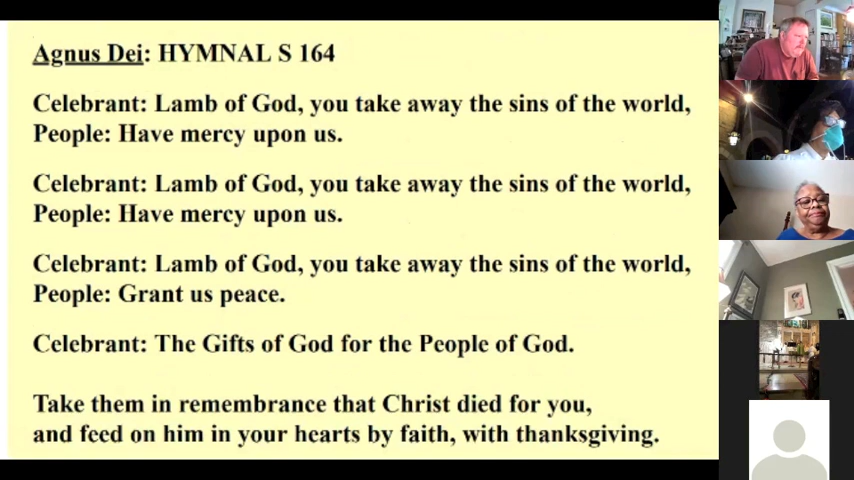 Agnus Dei: HYMNAL S 164
Celebrant: Lamb of God, you take away the sins of the world,
People: Have mercy upon us.
Celebrant: Lamb of God, you take away the sins of the world,
People: Have mercy upon us.
Celebrant: Lamb of God, you take away the sins of the world,
People: Grant us peace.
Celebrant: The Gifts of God for the People of God.
Take them in remembrance that Christ died for you,
and feed on him in your hearts by faith, with thanksgiving.